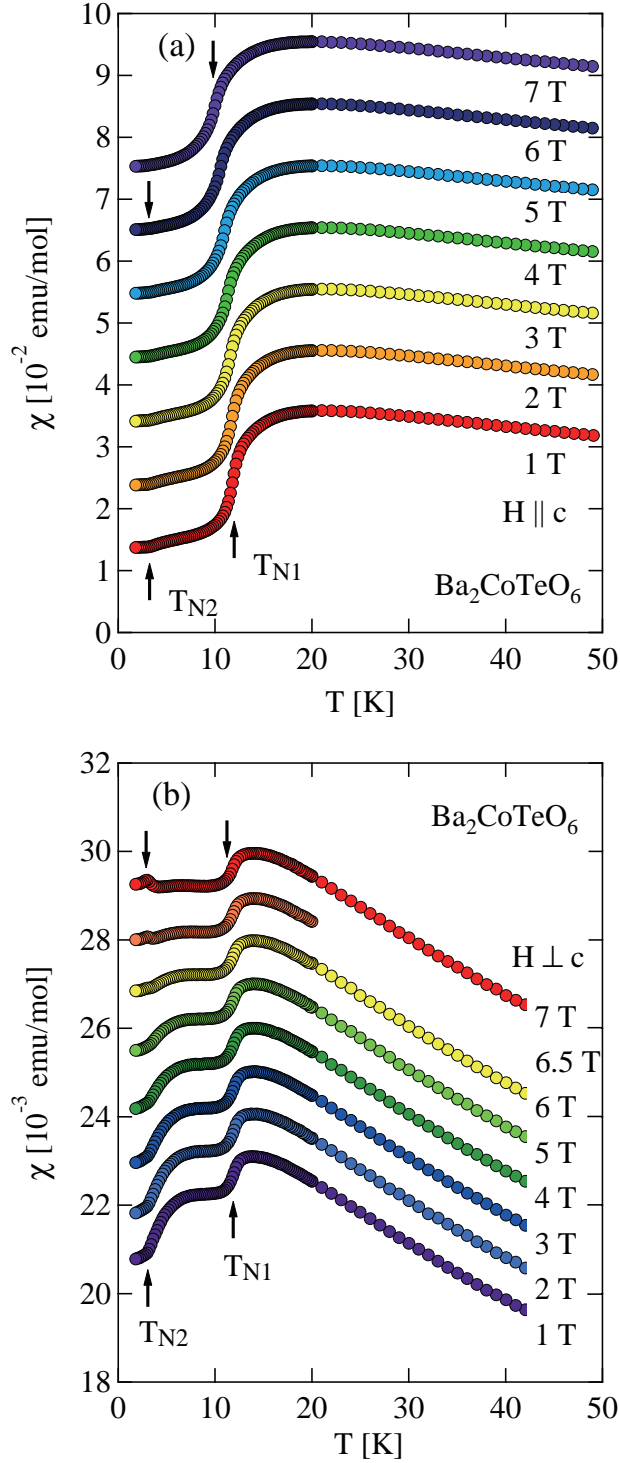 (a)
10
9
8
7
6
5
4
3
2
1
0
χ [10⁻² emu/mol]
7 T
6 T
5 T
4 T
3 T
2 T
1 T
H || c
T_N1
T_N2
Ba₂CoTeO₆
0 10 20 30 40 50
T [K]
(b)
32
30
28
26
24
22
20
18
χ [10⁻³ emu/mol]
Ba₂CoTeO₆
H ⊥ c
7 T
6.5 T
6 T
5 T
4 T
3 T
2 T
1 T
T_N1
T_N2
0 10 20 30 40 50
T [K]